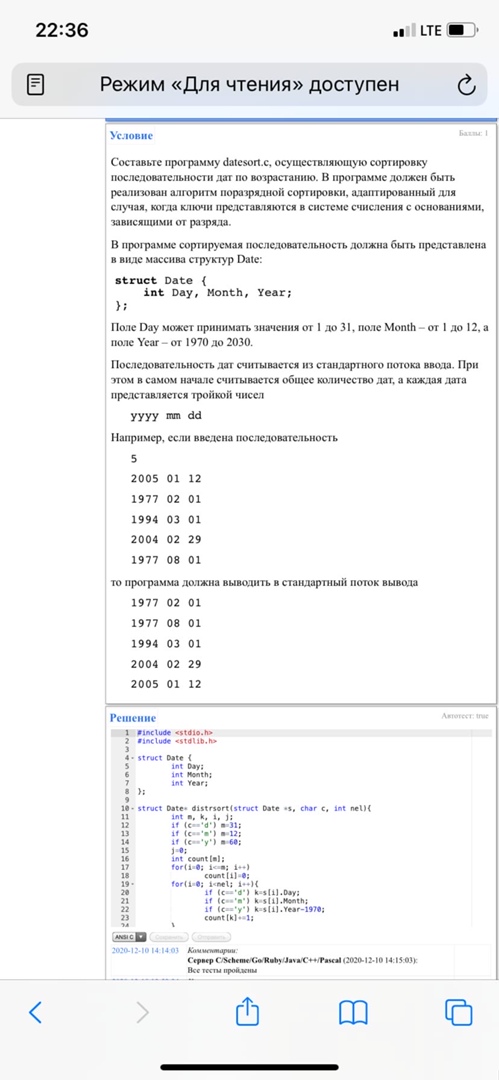 22:36
LTE
Режим «Для чтения» доступен
Условие
Баллы: 1
Составьте программу datesort.c, осуществляющую сортировку
последовательности дат по возрастанию. В программе должен быть
реализован алгоритм поразрядной сортировки, адаптированный для
случая, когда ключи представляются в системе счисления с основаниями,
зависящими от разряда.
В программе сортируемая последовательность должна быть представлена
в виде массива структур Date:
struct Date {
int Day, Month, Year;
};
Поле Day может принимать значения от 1 до 31, поле Month – от 1 до 12, а
поле Year – от 1970 до 2030.
Последовательность дат считывается из стандартного потока ввода. При
этом в самом начале считывается общее количество дат, а каждая дата
представляется тройкой чисел
yyyy mm dd
Например, если введена последовательность
5
2005 01 12
1977 02 01
1994 03 01
2004 02 29
1977 08 01
то программа должна выводить в стандартный поток вывода
1977 02 01
1977 08 01
1994 03 01
2004 02 29
2005 01 12
Решение
Автотест: true
1 #include <stdio.h>
2 #include <stdlib.h>
3
4 struct Date {
5 int Day;
6 int Month;
7 int Year;
8 };
9
10 struct Date* distrsort(struct Date *s, char c, int nel){
11 int m, k, i, j;
12 if (c=='d') m=31;
13 if (c=='m') m=12;
14 if (c=='y') m=60;
15 j=0;
16 int count[m];
17 for(i=0; i<=m; i++)
18 count[i]=0;
19 for(i=0; i<nel; i++){
20 if (c=='d') k=s[i].Day;
21 if (c=='m') k=s[i].Month;
22 if (c=='y') k=s[i].Year-1970;
23 count[k]+=1;
24 }
ANSI C
2020-12-10 14:14:03 Комментарии:
Сервер C/Scheme/Go/Ruby/Java/C++/Pascal (2020-12-10 14:15:03):
Все тесты пройдены